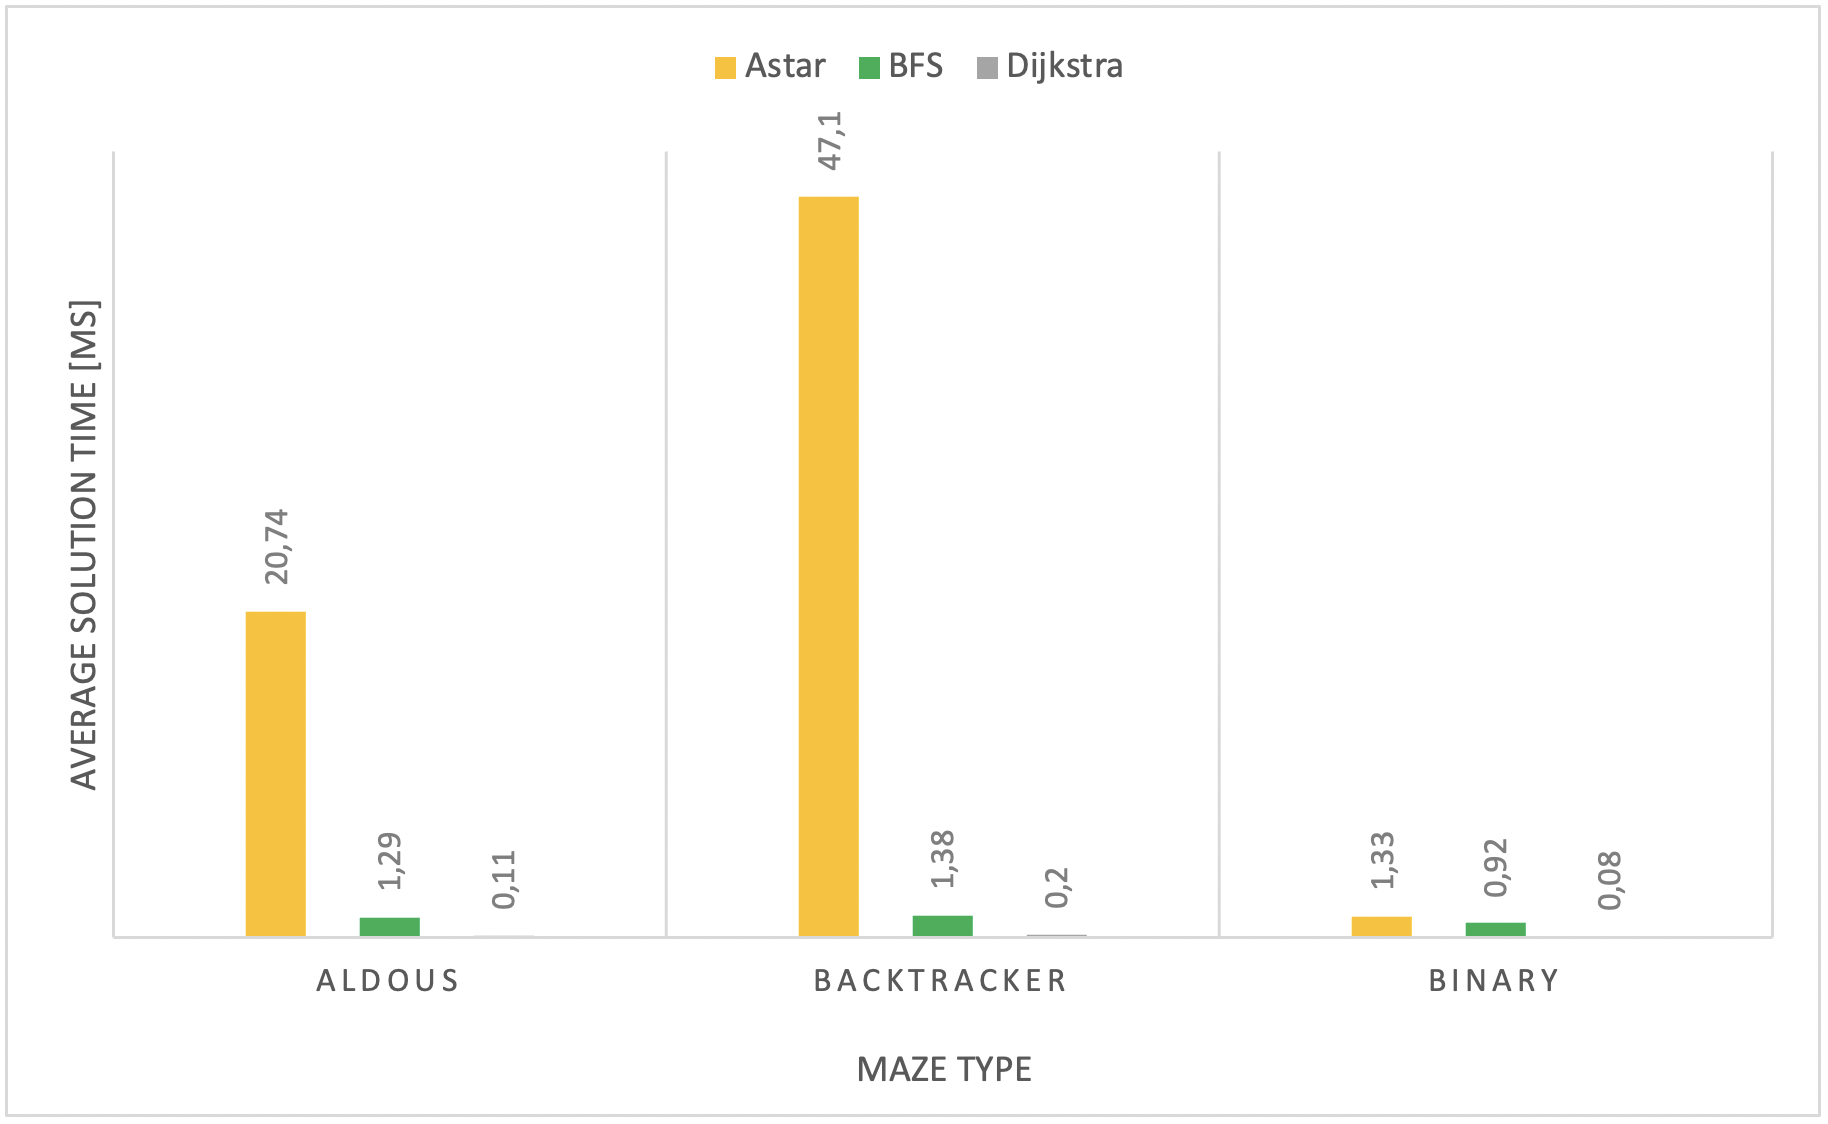 Astar BFS Dijkstra
AVERAGE SOLUTION TIME [MS]
20,74
1,29
0,11
47,1
1,38
0,2
1,33
0,92
0,08
ALDOUS BACKTRACKER BINARY
MAZE TYPE